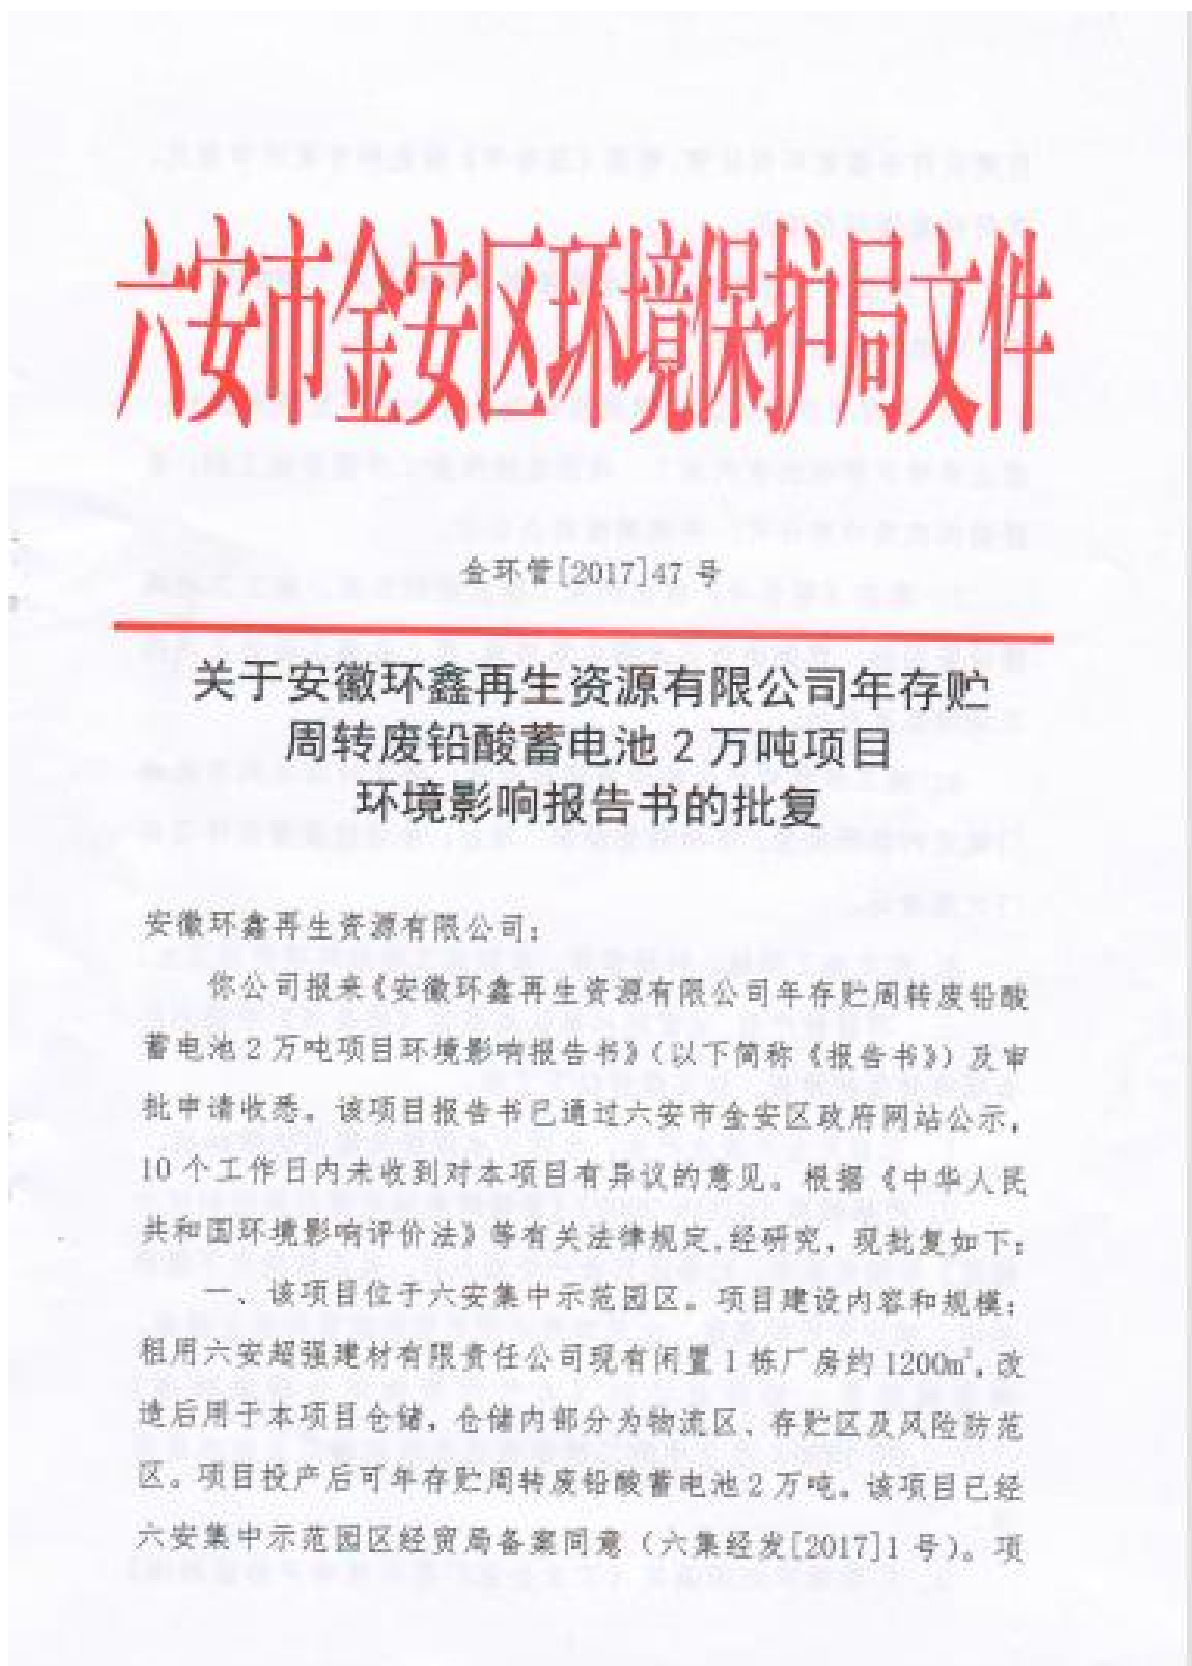 六安市金安区环境保护局文件
金环管[2017]47号
关于安徽环鑫再生资源有限公司年存贮
周转废铅酸蓄电池2万吨项目
环境影响报告书的批复
安徽环鑫再生资源有限公司:
你公司报来《安徽环鑫再生资源有限公司年存贮周转废铅酸
蓄电池2万吨项目环境影响报告书》(以下简称《报告书》)及审
批申请收悉。该项目报告书已通过六安市金安区政府网站公示,
10个工作日内未收到对本项目有异议的意见。根据《中华人民
共和国环境影响评价法》等有关法律规定,经研究,现批复如下:
一、该项目位于六安集中示范园区。项目建设内容和规模:
租用六安超强建材有限责任公司现有闲置1栋厂房约1200m²,改
造后用于本项目仓储,仓储内部分为物流区、存贮区及风险防范
区。项目投产后可年存贮周转废铅酸蓄电池2万吨。该项目已经
六安集中示范园区经贸局备案同意(六集经发[2017]1号)。项